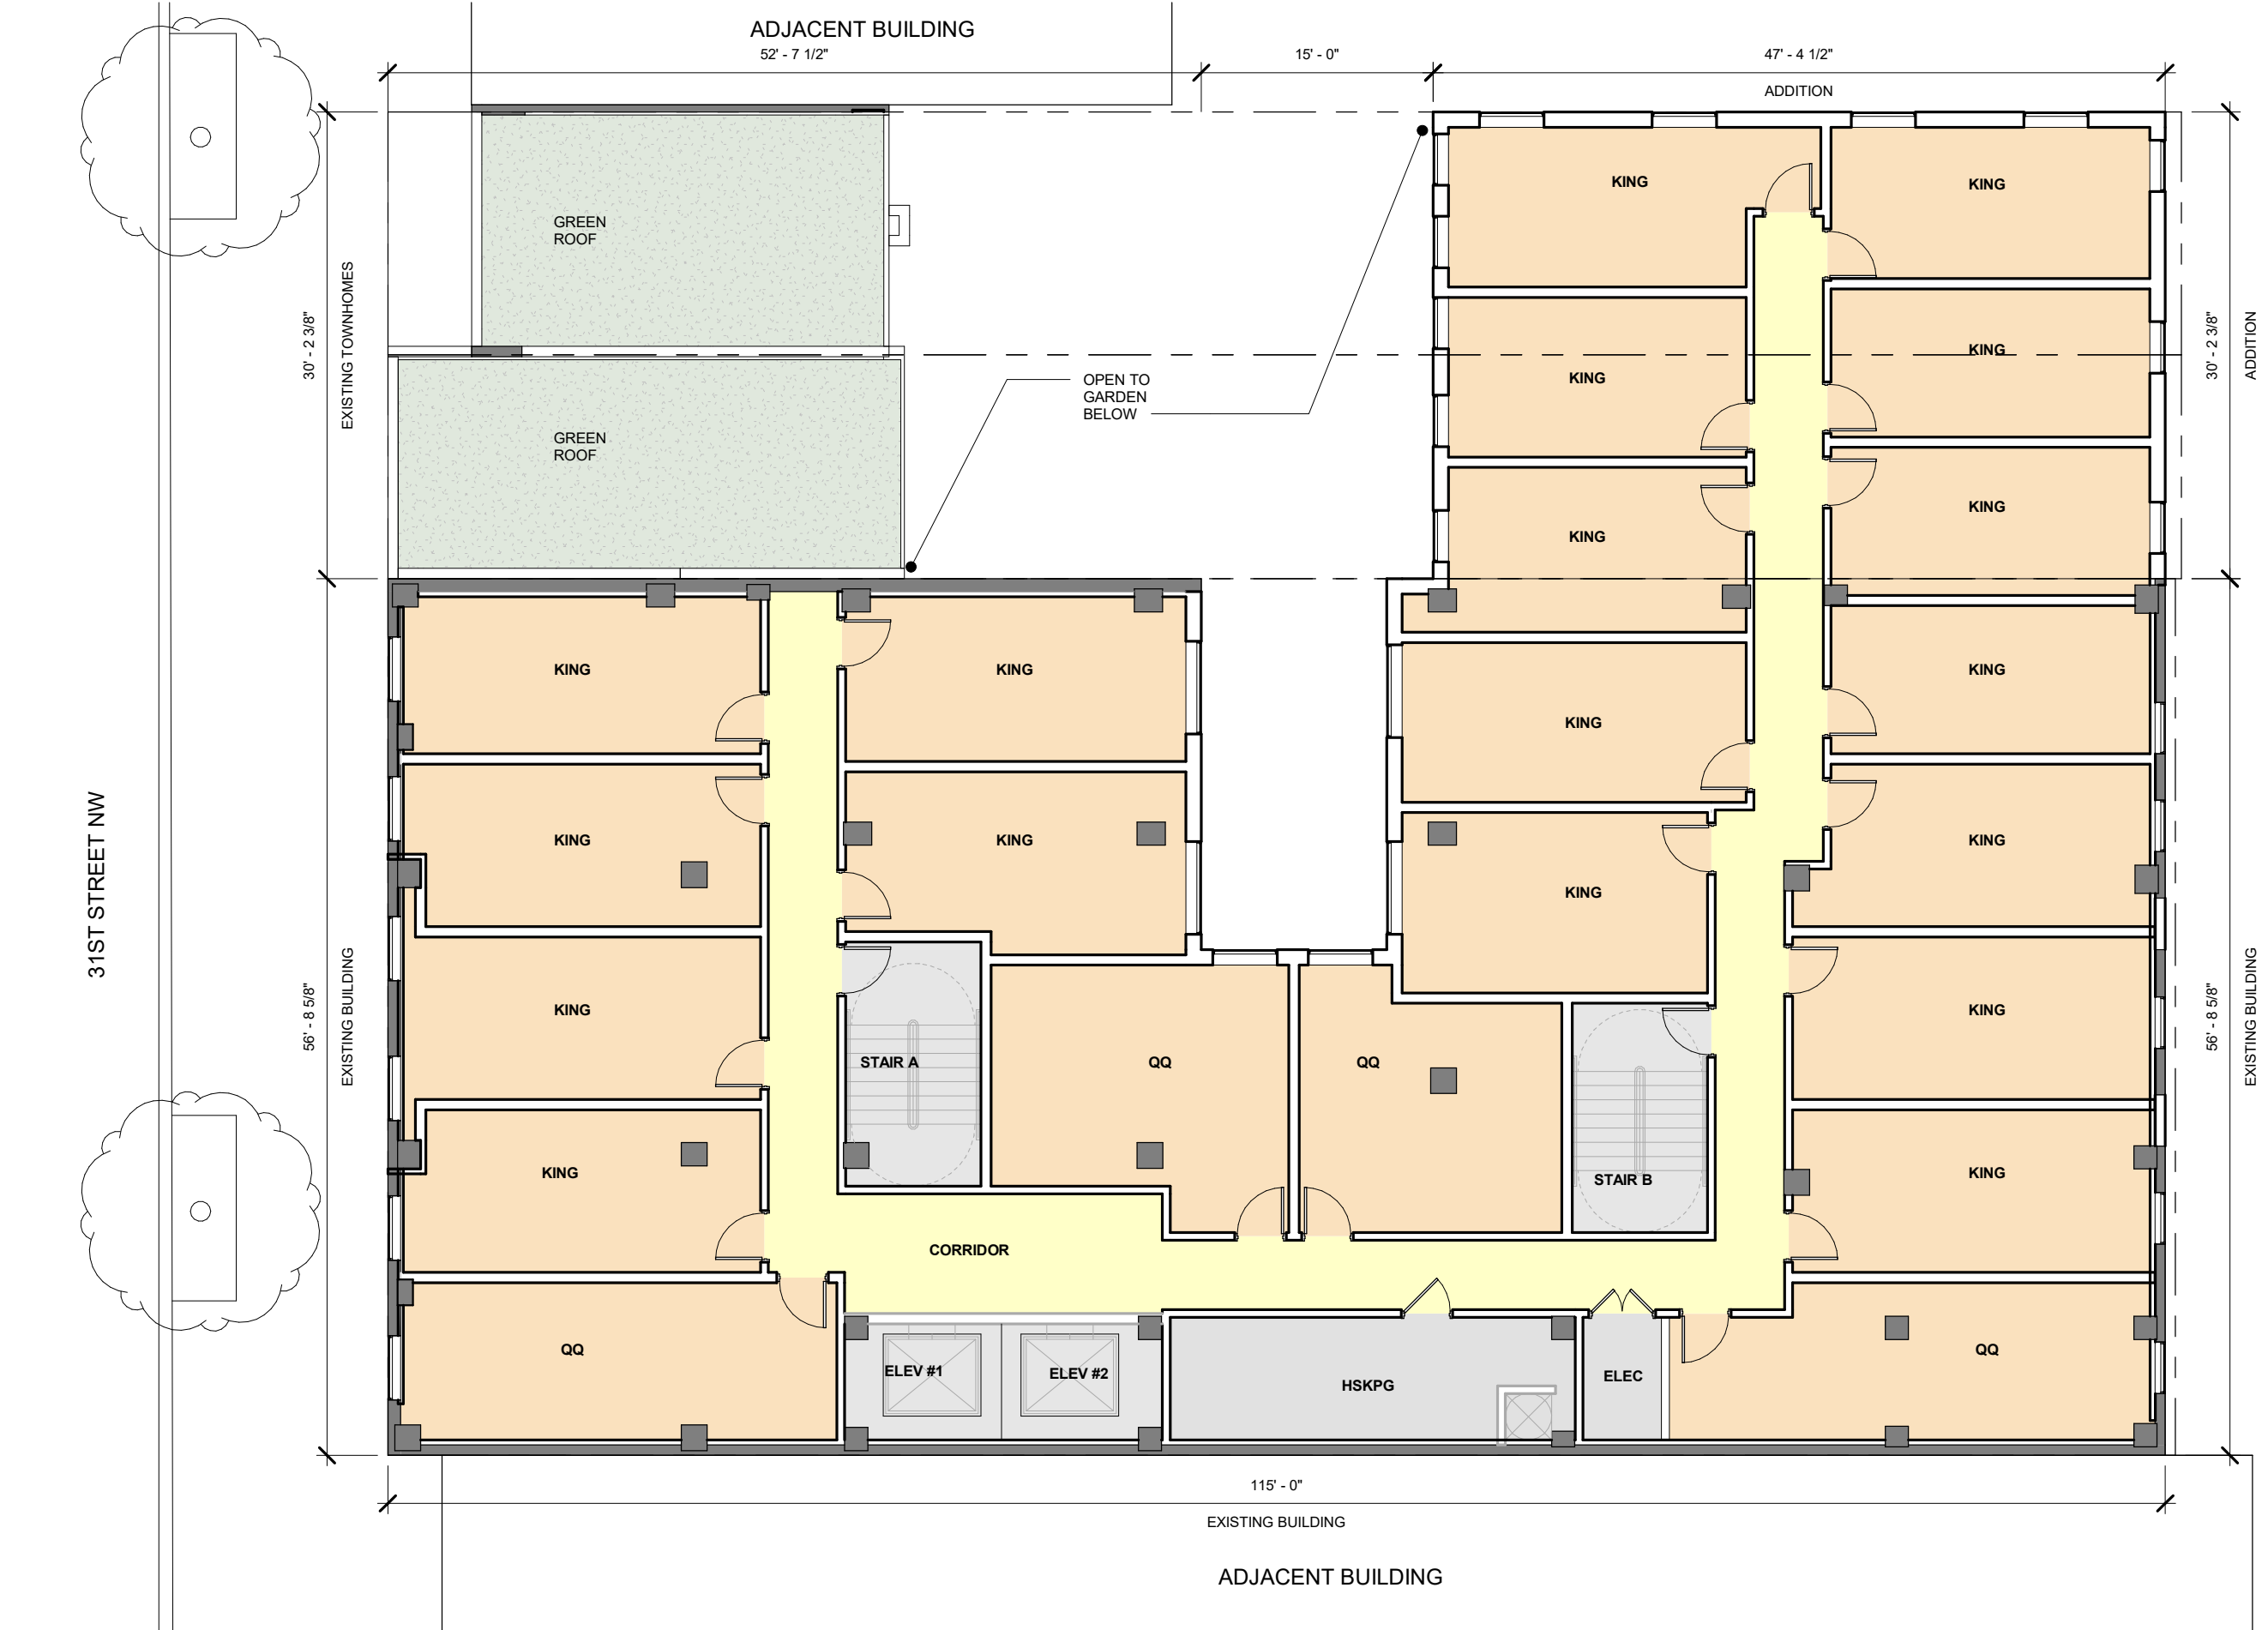 ADJACENT BUILDING
52' - 7 1/2"
15' - 0"
47' - 4 1/2"
ADDITION
KING
KING
GREEN
ROOF
30' - 2 3/8"
EXISTING TOWNHOMES
30' - 2 3/8"
ADDITION
KING
KING
OPEN TO
GARDEN
BELOW
GREEN
ROOF
KING
KING
KING
KING
KING
KING
KING
KING
KING
KING
31ST STREET NW
56' - 8 5/8"
EXISTING BUILDING
KING
KING
56' - 8 5/8"
EXISTING BUILDING
STAIR A
QQ
QQ
KING
STAIR B
KING
CORRIDOR
QQ
ELEV #1
ELEV #2
HSKPG
ELEC
QQ
115' - 0"
EXISTING BUILDING
ADJACENT BUILDING